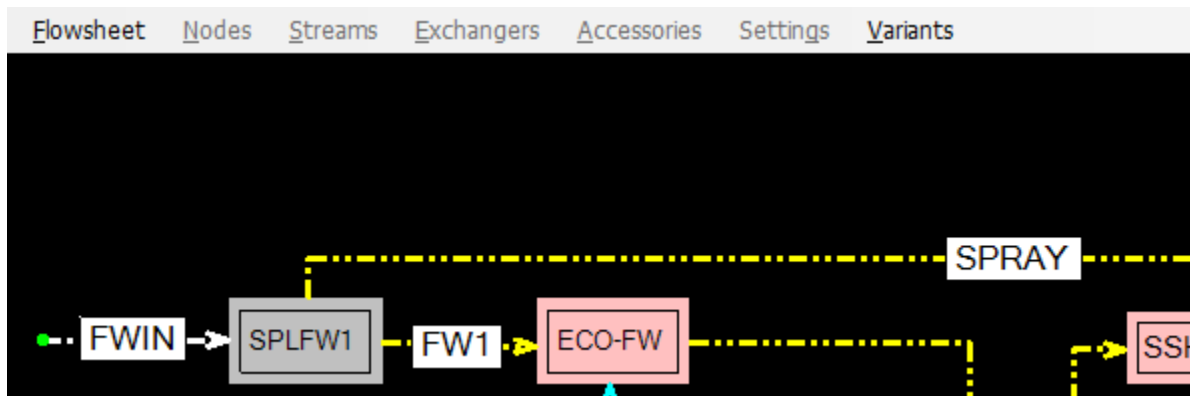 Flowsheet Nodes Streams Exchangers Accessories Settings Variants
SPRAY
FWIN SPLFW1 FW1 ECO-FW